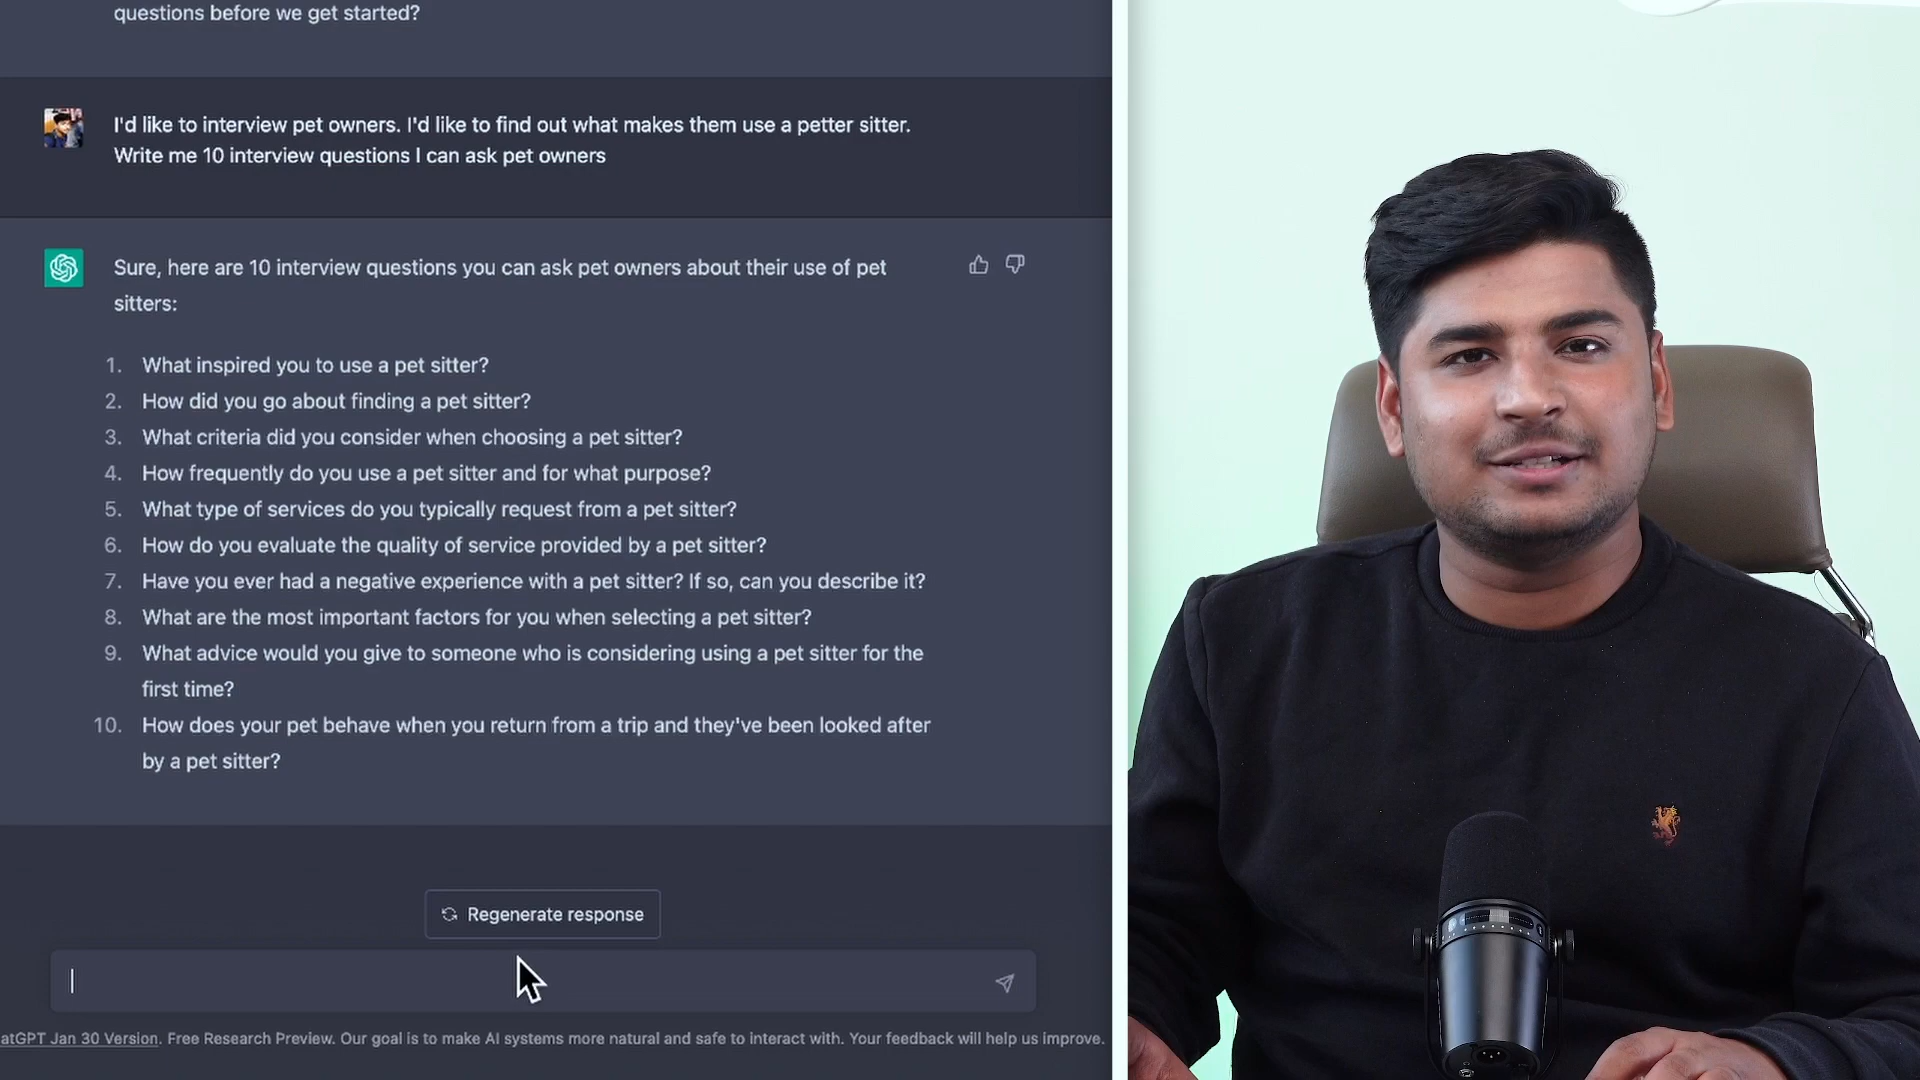 questions before we get started?
I'd like to interview pet owners. I'd like to find out what makes them use a petter sitter.
Write me 10 interview questions I can ask pet owners
Sure, here are 10 interview questions you can ask pet owners about their use of pet
sitters:
1. What inspired you to use a pet sitter?
2. How did you go about finding a pet sitter?
3. What criteria did you consider when choosing a pet sitter?
4. How frequently do you use a pet sitter and for what purpose?
5. What type of services do you typically request from a pet sitter?
6. How do you evaluate the quality of service provided by a pet sitter?
7. Have you ever had a negative experience with a pet sitter? If so, can you describe it?
8. What are the most important factors for you when selecting a pet sitter?
9. What advice would you give to someone who is considering using a pet sitter for the
first time?
10. How does your pet behave when you return from a trip and they've been looked after
by a pet sitter?
Regenerate response
atGPT Jan 30 Version. Free Research Preview. Our goal is to make AI systems more natural and safe to interact with. Your feedback will help us improve.